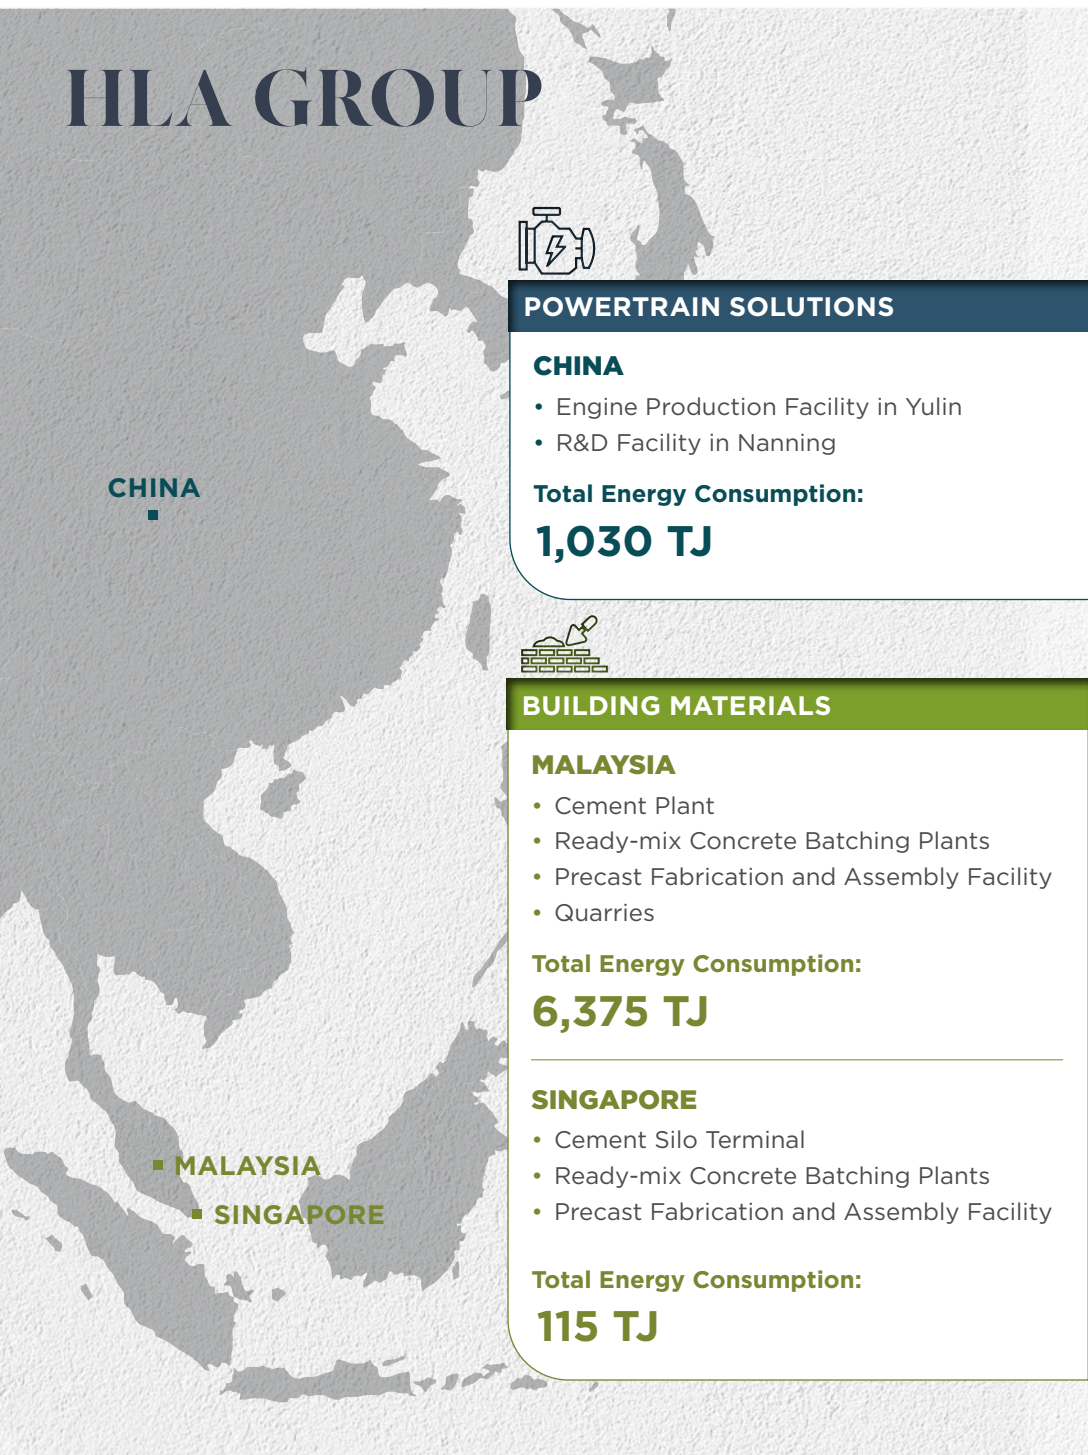 HLA GROUP
POWERTRAIN SOLUTIONS
CHINA
• Engine Production Facility in Yulin
• R&D Facility in Nanning
Total Energy Consumption:
1,030 TJ
CHINA
BUILDING MATERIALS
MALAYSIA
• Cement Plant
• Ready-mix Concrete Batching Plants
• Precast Fabrication and Assembly Facility
• Quarries
Total Energy Consumption:
6,375 TJ
SINGAPORE
• Cement Silo Terminal
• Ready-mix Concrete Batching Plants
• Precast Fabrication and Assembly Facility
Total Energy Consumption:
115 TJ
MALAYSIA
SINGAPORE